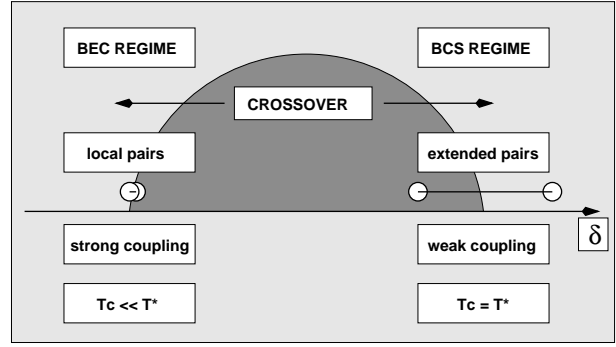 BEC REGIME
BCS REGIME
CROSSOVER
local pairs
extended pairs
δ
strong coupling
weak coupling
Tc << T*
Tc = T*